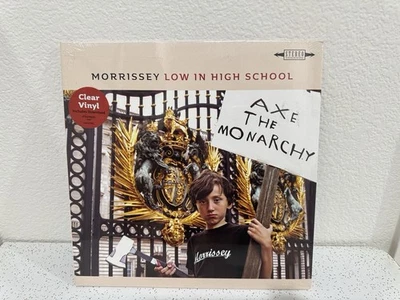 STEREO
MORRISSEY LOW IN HIGH SCHOOL
Clear
Vinyl
AXE
THE
MONARCHY
Morrissey